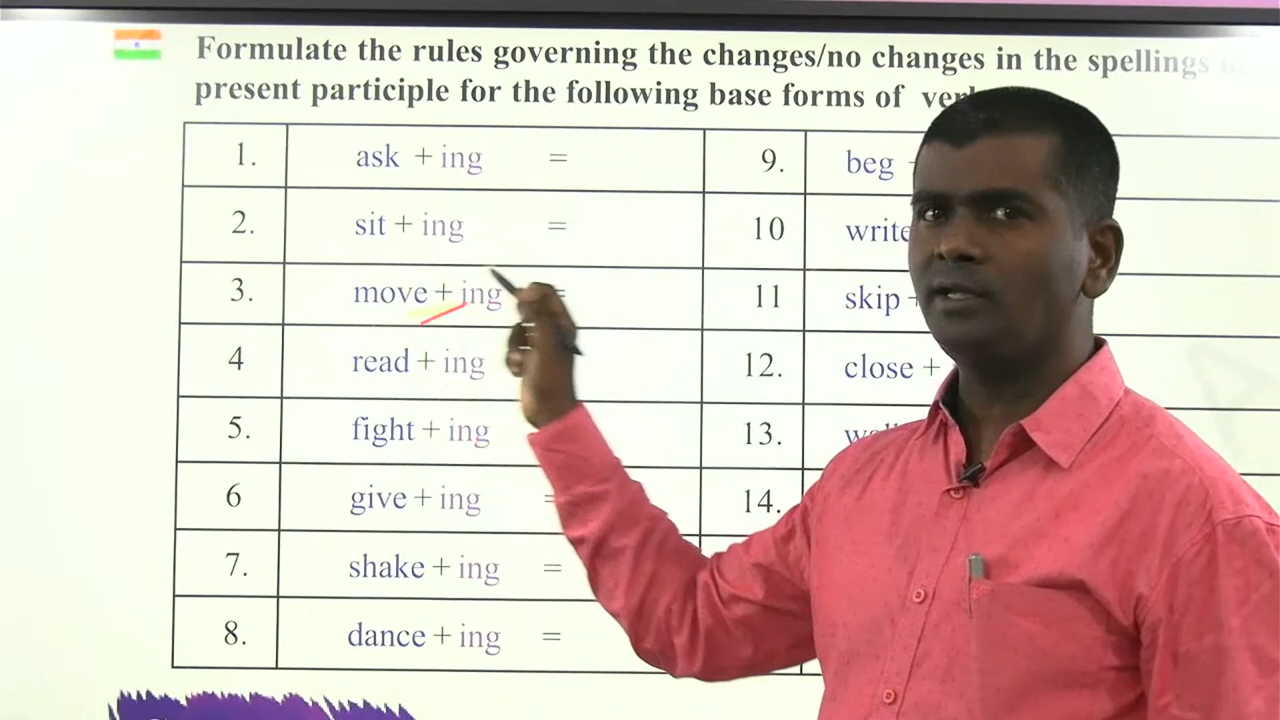 Formulate the rules governing the changes/no changes in the spellings
present participle for the following base forms of
1. ask + ing = 9. beg
2. sit + ing = 10 write
3. move + ing = 11 skip +
4 read + ing 12. close +
5. fight + ing 13.
6 give + ing = 14.
7. shake + ing =
8. dance + ing =